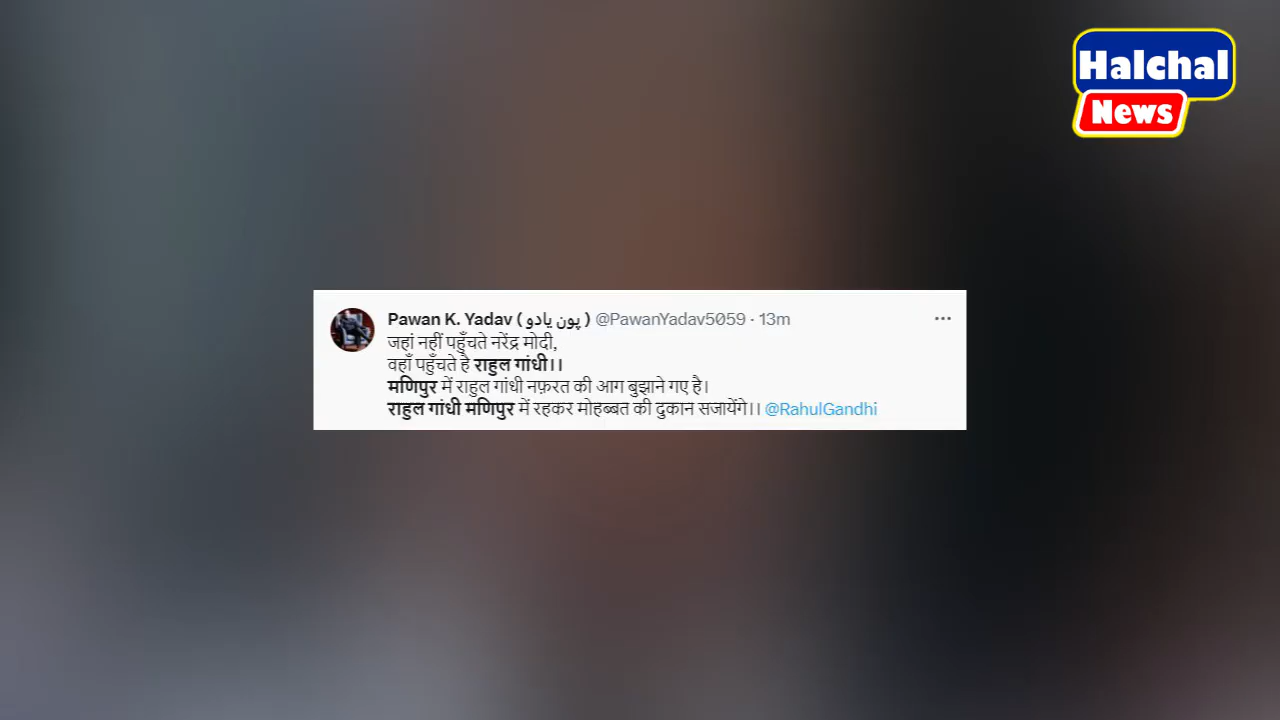 Halchal
News
Pawan K. Yadav ( پون یادو ) @PawanYadav5059 · 13m
जहां नहीं पहुँचते नरेंद्र मोदी,
वहाँ पहुँचते है राहुल गांधी।।
मणिपुर में राहुल गांधी नफ़रत की आग बुझाने गए है।
राहुल गांधी मणिपुर में रहकर मोहब्बत की दुकान सजायेंगे।। @RahulGandhi